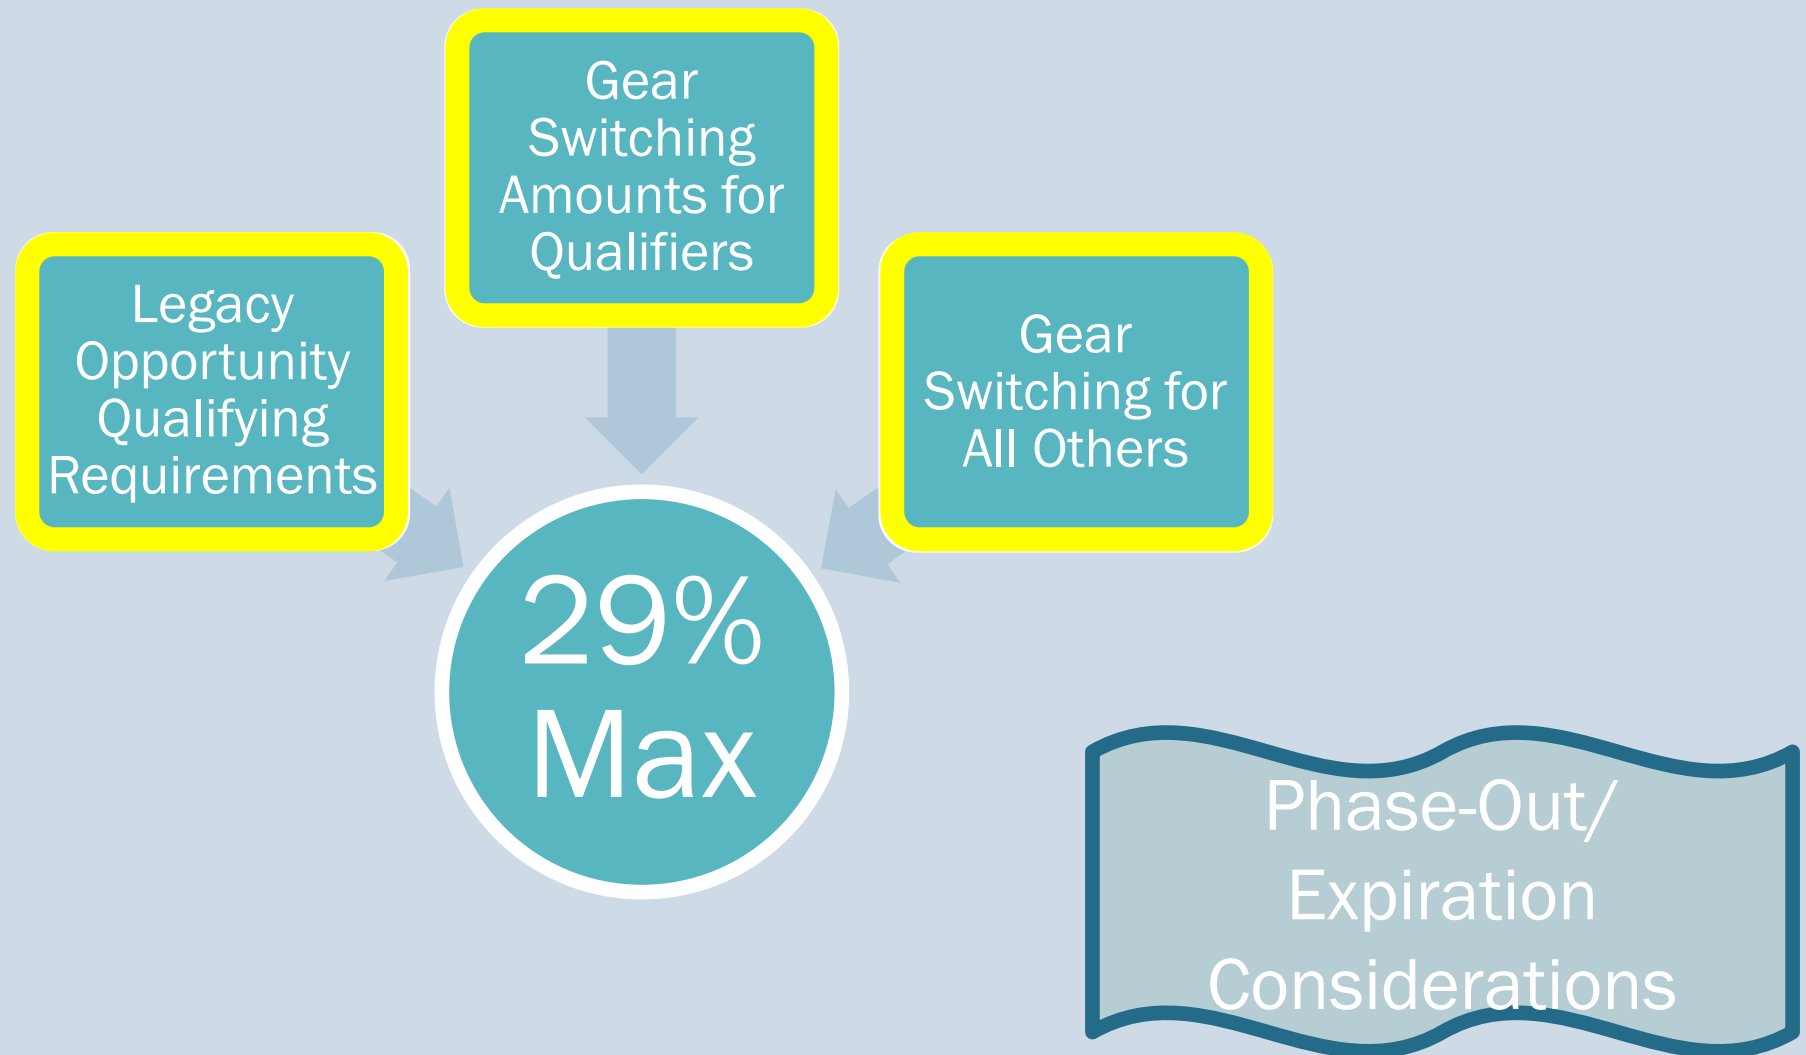 Gear
Switching
Amounts for
Qualifiers
Legacy
Opportunity
Qualifying
Requirements
Gear
Switching for
All Others
29%
Max
Phase-Out/
Expiration
Considerations